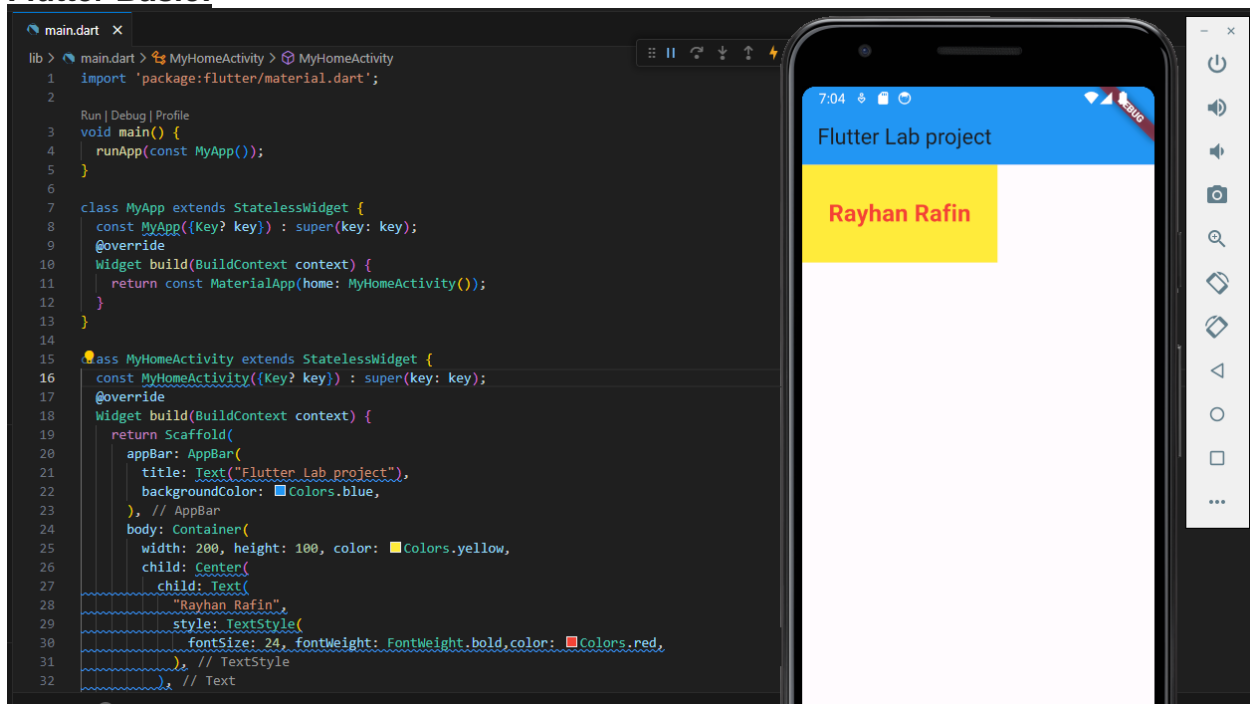 Flutter Basic:
main.dart
lib > main.dart > MyHomeActivity > MyHomeActivity
1 import 'package:flutter/material.dart';
2
Run | Debug | Profile
3 void main() {
4 runApp(const MyApp());
5 }
6
7 class MyApp extends StatelessWidget {
8 const MyApp({Key? key}) : super(key: key);
9 @override
10 Widget build(BuildContext context) {
11 return const MaterialApp(home: MyHomeActivity());
12 }
13 }
14
15 class MyHomeActivity extends StatelessWidget {
16 const MyHomeActivity({Key? key}) : super(key: key);
17 @override
18 Widget build(BuildContext context) {
19 return Scaffold(
20 appBar: AppBar(
21 title: Text("Flutter Lab project"),
22 backgroundColor: Colors.blue,
23 ), // AppBar
24 body: Container(
25 width: 200, height: 100, color: Colors.yellow,
26 child: Center(
27 child: Text(
28 "Rayhan Rafin",
29 style: TextStyle(
30 fontSize: 24, fontWeight: FontWeight.bold,color: Colors.red,
31 ), // TextStyle
32 ), // Text
7:04
DEBUG
Flutter Lab project
Rayhan Rafin